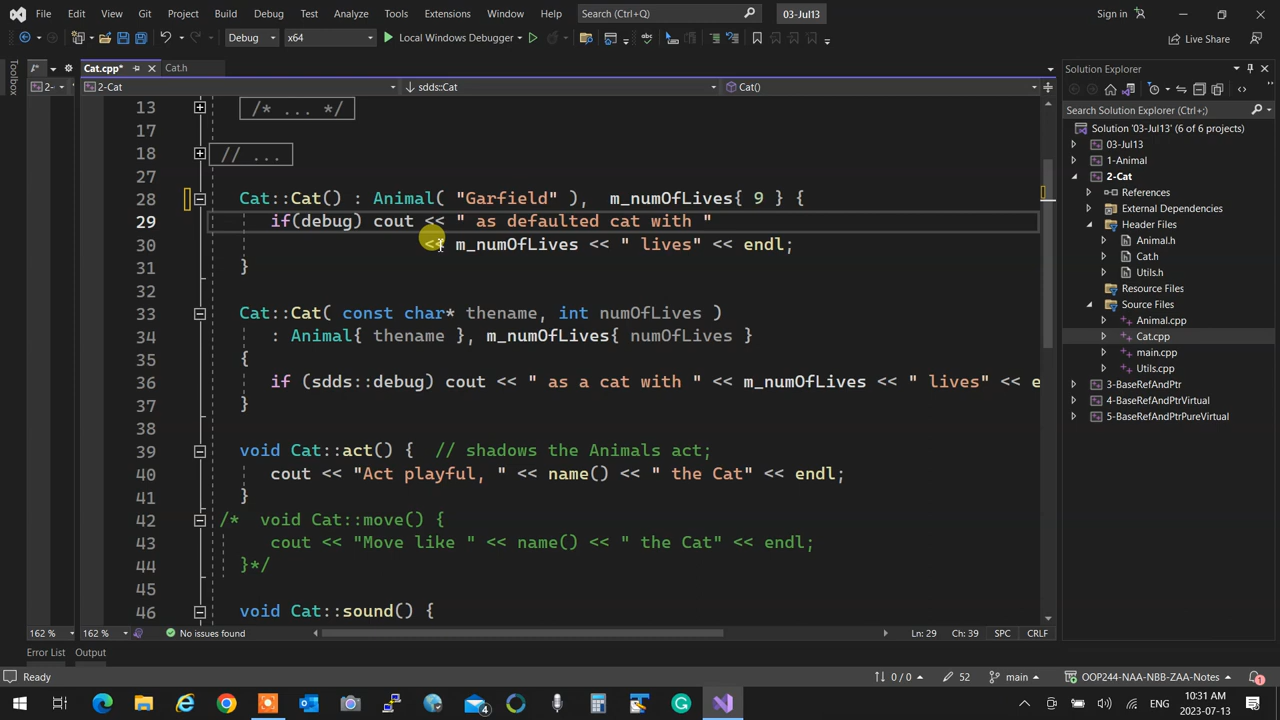 File Edit View Git Project Build Debug Test Analyze Tools Extensions Window Help Search (Ctrl+Q) 03-Jul13 Sign in
Debug x64 Local Windows Debugger Live Share
Toolbox
Cat.cpp* Cat.h
2- 2-Cat sdds::Cat Cat()
13 /* ... */
17
18 // ...
27
28 Cat::Cat() : Animal( "Garfield" ), m_numOfLives{ 9 } {
29 if(debug) cout << " as defaulted cat with "
30 << m_numOfLives << " lives" << endl;
31 }
32
33 Cat::Cat( const char* thename, int numOfLives )
34 : Animal{ thename }, m_numOfLives{ numOfLives }
35 {
36 if (sdds::debug) cout << " as a cat with " << m_numOfLives << " lives" << e
37 }
38
39 void Cat::act() { // shadows the Animals act;
40 cout << "Act playful, " << name() << " the Cat" << endl;
41 }
42 /* void Cat::move() {
43 cout << "Move like " << name() << " the Cat" << endl;
44 }*/
45
46 void Cat::sound() {
162 % 162 % No issues found Ln: 29 Ch: 39 SPC CRLF
Solution Explorer
Search Solution Explorer (Ctrl+;)
Solution '03-Jul13' (6 of 6 projects)
03-Jul13
1-Animal
2-Cat
References
External Dependencies
Header Files
Animal.h
Cat.h
Utils.h
Resource Files
Source Files
Animal.cpp
Cat.cpp
main.cpp
Utils.cpp
3-BaseRefAndPtr
4-BaseRefAndPtrVirtual
5-BaseRefAndPtrPureVirtual
Error List Output
Ready 0 / 0 52 main OOP244-NAA-NBB-ZAA-Notes 1
4 ENG 10:31 AM
2023-07-13